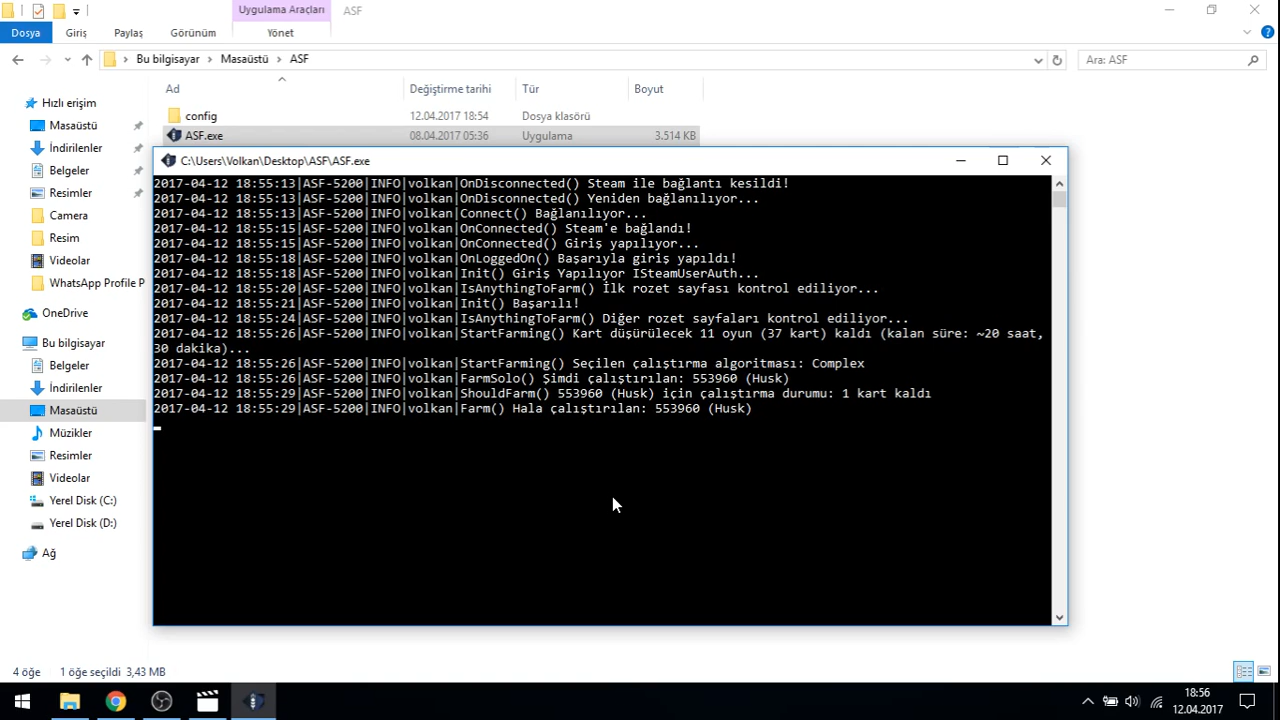 Uygulama Araçları
ASF
Dosya
Giriş
Paylaş
Görünüm
Yönet
Bu bilgisayar
Masaüstü
ASF
Ara: ASF
Ad
Değiştirme tarihi
Tür
Boyut
config
12.04.2017 18:54
Dosya klasörü
ASF.exe
08.04.2017 05:36
Uygulama
3.514 KB
Hızlı erişim
Masaüstü
İndirilenler
Belgeler
Resimler
Camera
Resim
Videolar
WhatsApp Profile P
OneDrive
Bu bilgisayar
Belgeler
İndirilenler
Masaüstü
Müzikler
Resimler
Videolar
Yerel Disk (C:)
Yerel Disk (D:)
Ağ
C:\Users\Volkan\Desktop\ASF\ASF.exe
2017-04-12 18:55:13|ASF-5200|INFO|volkan|OnDisconnected() Steam ile bağlantı kesildi!
2017-04-12 18:55:13|ASF-5200|INFO|volkan|OnDisconnected() Yeniden bağlanılıyor...
2017-04-12 18:55:13|ASF-5200|INFO|volkan|Connect() Bağlanılıyor...
2017-04-12 18:55:15|ASF-5200|INFO|volkan|OnConnected() Steam'e bağlandı!
2017-04-12 18:55:15|ASF-5200|INFO|volkan|OnConnected() Giriş yapılıyor...
2017-04-12 18:55:18|ASF-5200|INFO|volkan|OnLoggedOn() Başarıyla giriş yapıldı!
2017-04-12 18:55:18|ASF-5200|INFO|volkan|Init() Giriş Yapılıyor ISteamUserAuth...
2017-04-12 18:55:20|ASF-5200|INFO|volkan|IsAnythingToFarm() İlk rozet sayfası kontrol ediliyor...
2017-04-12 18:55:21|ASF-5200|INFO|volkan|Init() Başarılı!
2017-04-12 18:55:24|ASF-5200|INFO|volkan|IsAnythingToFarm() Diğer rozet sayfaları kontrol ediliyor...
2017-04-12 18:55:26|ASF-5200|INFO|volkan|StartFarming() Kart düşürülecek 11 oyun (37 kart) kaldı (kalan süre: ~20 saat,
30 dakika)...
2017-04-12 18:55:26|ASF-5200|INFO|volkan|StartFarming() Seçilen çalıştırma algoritması: Complex
2017-04-12 18:55:26|ASF-5200|INFO|volkan|FarmSolo() Şimdi çalıştırılan: 553960 (Husk)
2017-04-12 18:55:29|ASF-5200|INFO|volkan|ShouldFarm() 553960 (Husk) için çalıştırma durumu: 1 kart kaldı
2017-04-12 18:55:29|ASF-5200|INFO|volkan|Farm() Hala çalıştırılan: 553960 (Husk)
4 öğe
1 öğe seçildi 3,43 MB
18:56
12.04.2017